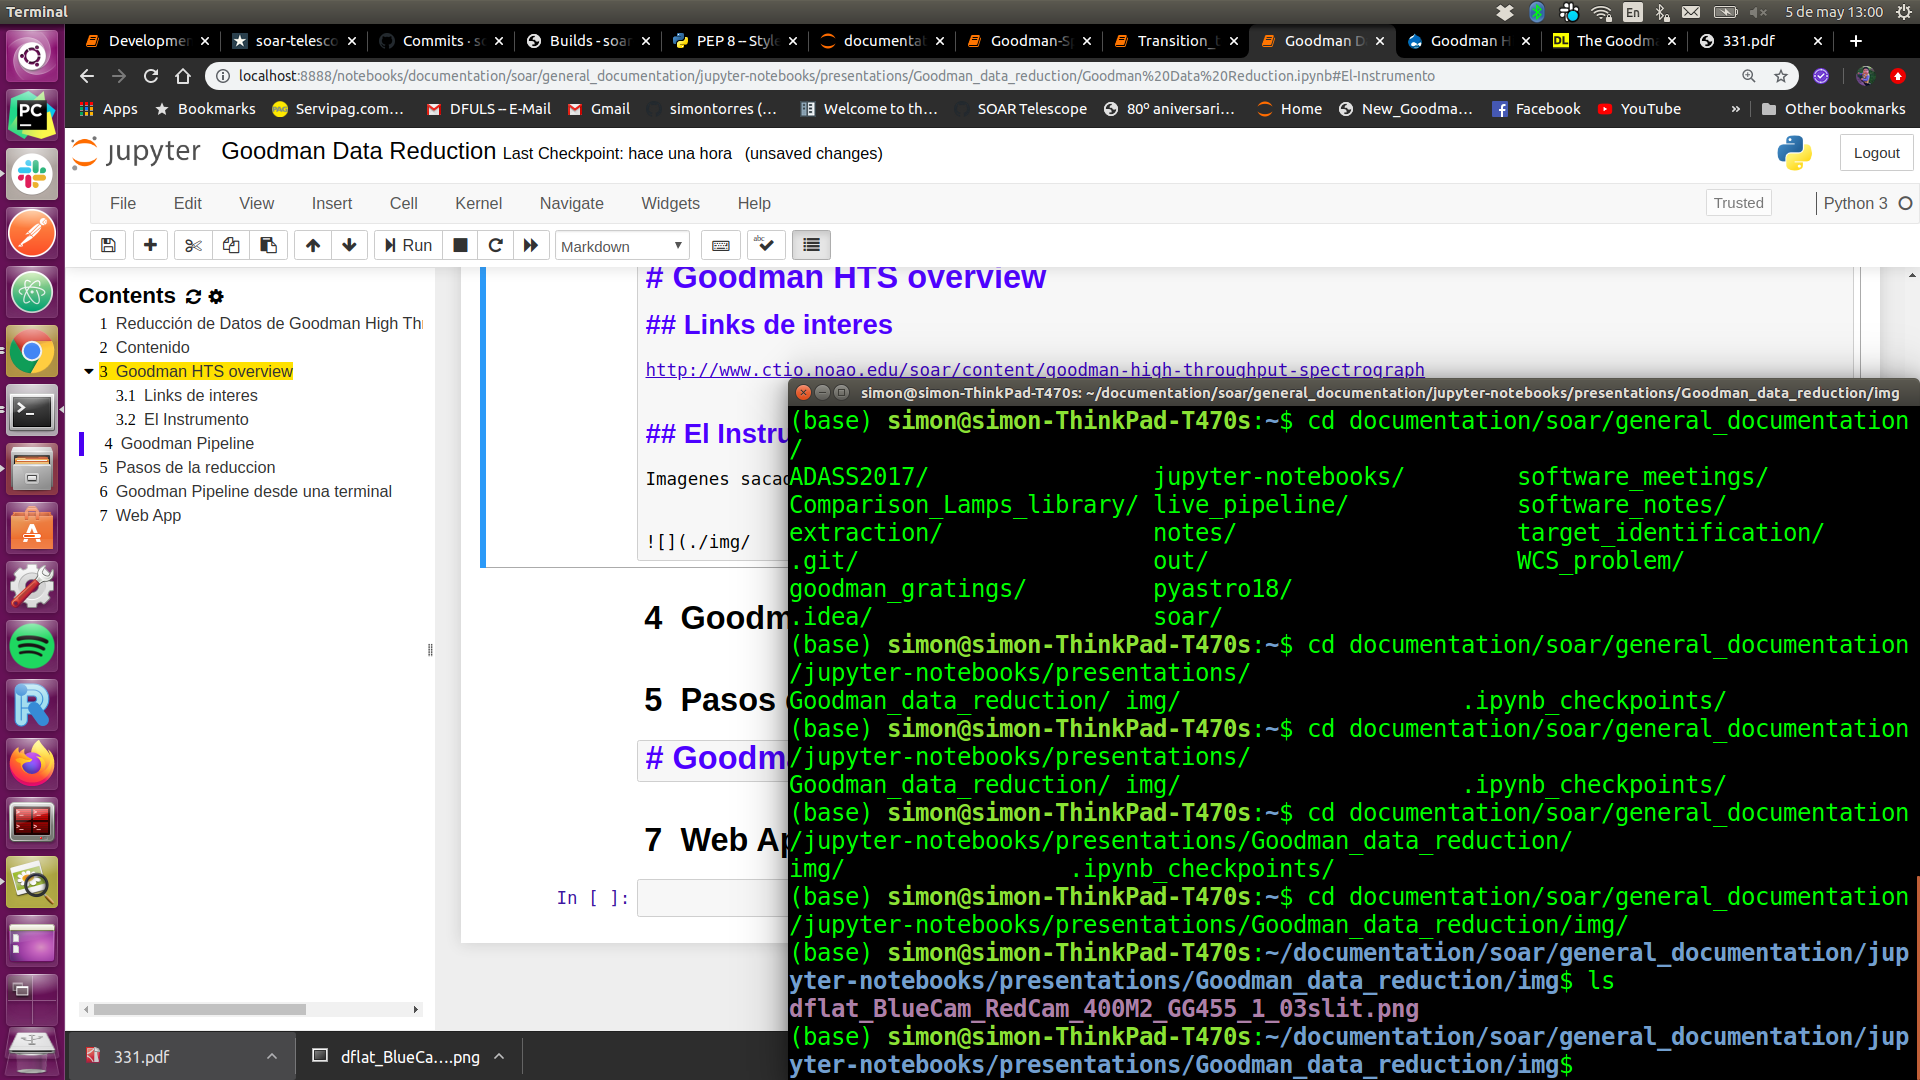 Terminal
En
5 de may 13:00
Developmen
soar-telesco
Commits · so
Builds - soar
PEP 8 -- Style
documentat
Goodman-Sp
Transition_t
Goodman D
Goodman H
The Goodma
331.pdf
localhost:8888/notebooks/documentation/soar/general_documentation/jupyter-notebooks/presentations/Goodman_data_reduction/Goodman%20Data%20Reduction.ipynb#El-Instrumento
Apps
Bookmarks
Servipag.com...
DFULS -- E-Mail
Gmail
simontorres (...
Welcome to th...
SOAR Telescope
80º aniversari...
Home
New_Goodma...
Facebook
YouTube
»
Other bookmarks
jupyter
Goodman Data Reduction Last Checkpoint: hace una hora (unsaved changes)
Logout
File Edit View Insert Cell Kernel Navigate Widgets Help
Trusted
Python 3
Run
Markdown
Contents
1 Reducción de Datos de Goodman High Th
2 Contenido
3 Goodman HTS overview
3.1 Links de interes
3.2 El Instrumento
4 Goodman Pipeline
5 Pasos de la reduccion
6 Goodman Pipeline desde una terminal
7 Web App
# Goodman HTS overview
## Links de interes
http://www.ctio.noao.edu/soar/content/goodman-high-throughput-spectrograph
## El Instru
Imagenes sacad
![](./img/
4 Goodm
5 Pasos
# Goodma
7 Web Ap
In [ ]:
simon@simon-ThinkPad-T470s: ~/documentation/soar/general_documentation/jupyter-notebooks/presentations/Goodman_data_reduction/img
(base) simon@simon-ThinkPad-T470s:~$ cd documentation/soar/general_documentation
/
ADASS2017/ jupyter-notebooks/ software_meetings/
Comparison_Lamps_library/ live_pipeline/ software_notes/
extraction/ notes/ target_identification/
.git/ out/ WCS_problem/
goodman_gratings/ pyastro18/
.idea/ soar/
(base) simon@simon-ThinkPad-T470s:~$ cd documentation/soar/general_documentation
/jupyter-notebooks/presentations/
Goodman_data_reduction/ img/ .ipynb_checkpoints/
(base) simon@simon-ThinkPad-T470s:~$ cd documentation/soar/general_documentation
/jupyter-notebooks/presentations/
Goodman_data_reduction/ img/ .ipynb_checkpoints/
(base) simon@simon-ThinkPad-T470s:~$ cd documentation/soar/general_documentation
/jupyter-notebooks/presentations/Goodman_data_reduction/
img/ .ipynb_checkpoints/
(base) simon@simon-ThinkPad-T470s:~$ cd documentation/soar/general_documentation
/jupyter-notebooks/presentations/Goodman_data_reduction/img/
(base) simon@simon-ThinkPad-T470s:~/documentation/soar/general_documentation/jup
yter-notebooks/presentations/Goodman_data_reduction/img$ ls
dflat_BlueCam_RedCam_400M2_GG455_1_03slit.png
(base) simon@simon-ThinkPad-T470s:~/documentation/soar/general_documentation/jup
yter-notebooks/presentations/Goodman_data_reduction/img$
331.pdf
dflat_BlueCa....png